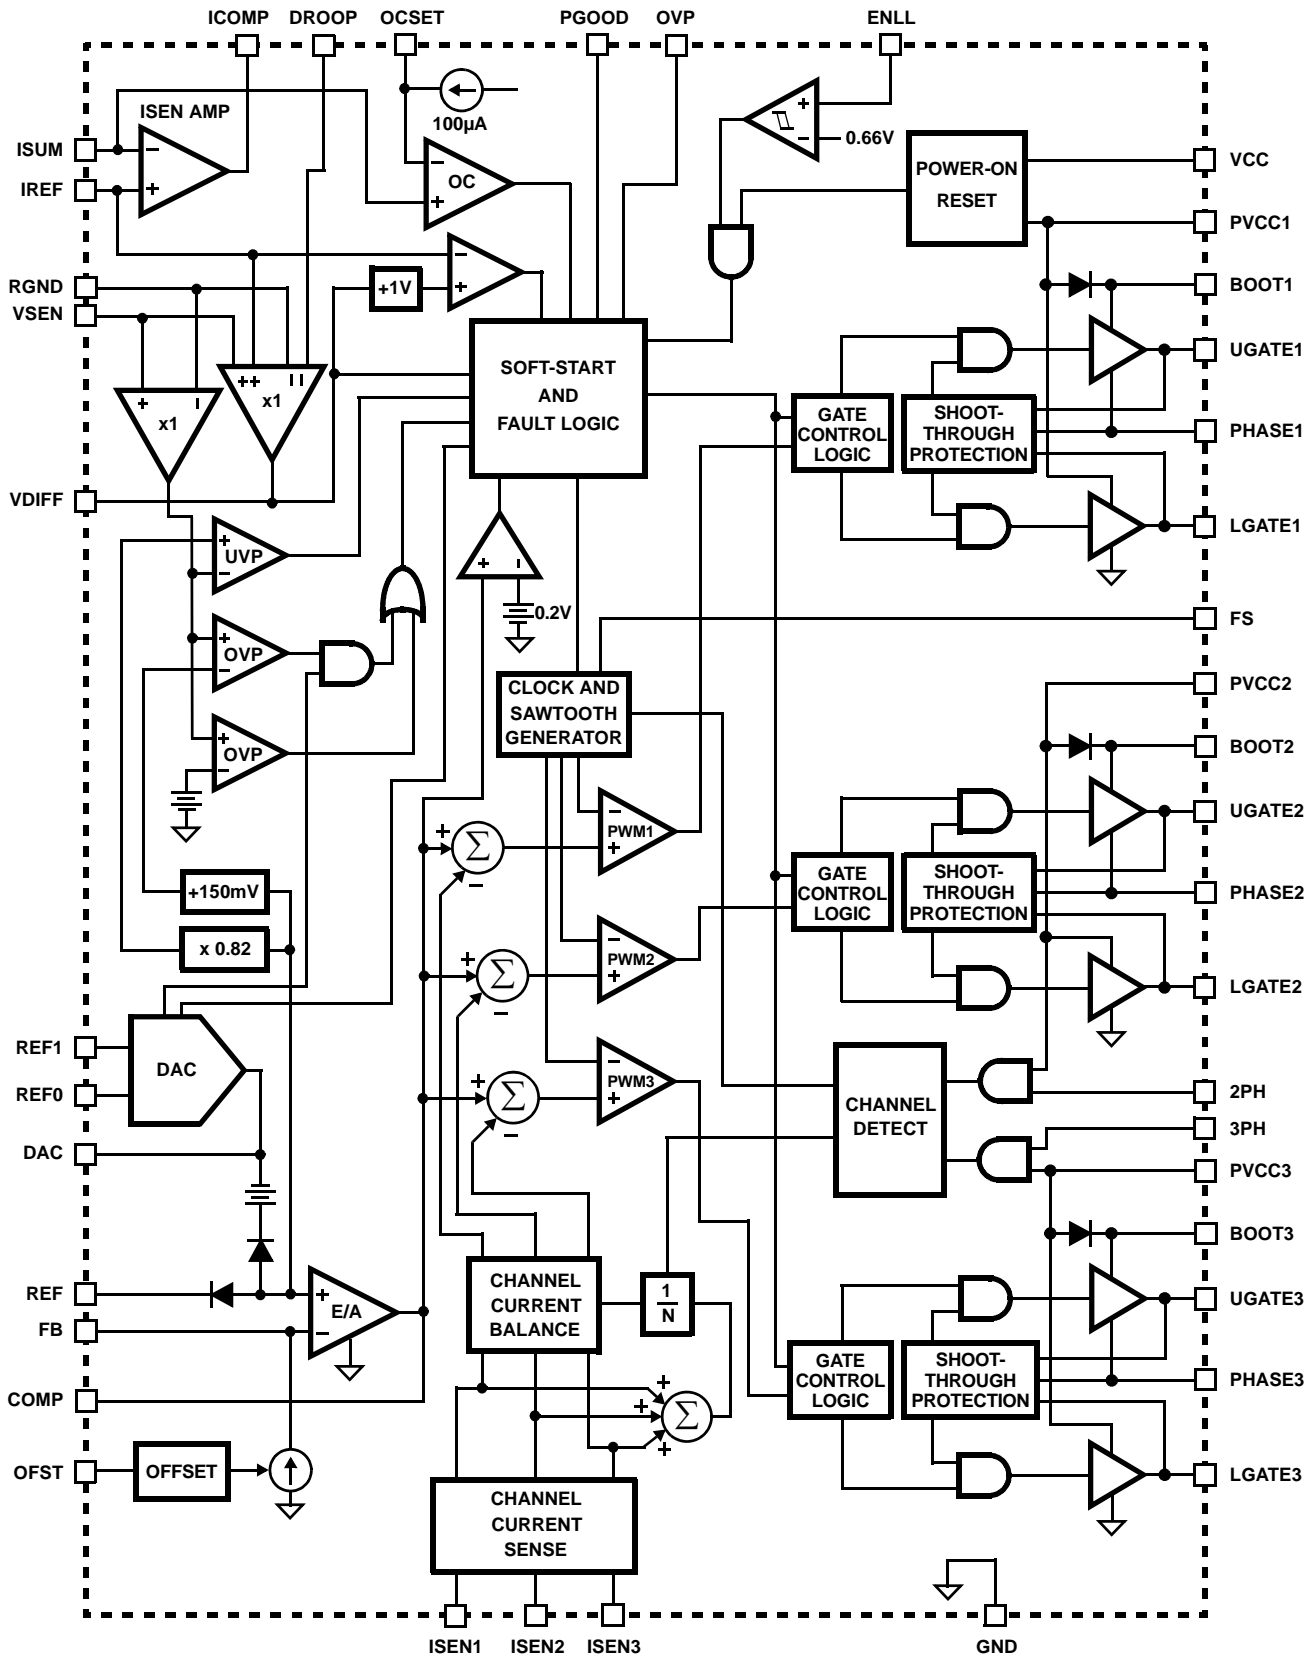 ICOMP DROOP OCSET PGOOD OVP ENLL
ISEN AMP
100µA
0.66V
ISUM
IREF
OC
POWER-ON
RESET
VCC
PVCC1
RGND
VSEN
+1V
BOOT1
UGATE1
x1
x1
SOFT-START
AND
FAULT LOGIC
GATE
CONTROL
LOGIC
SHOOT-
THROUGH
PROTECTION
PHASE1
VDIFF
LGATE1
UVP
0.2V
FS
OVP
OVP
CLOCK AND
SAWTOOTH
GENERATOR
PVCC2
BOOT2
PWM1
UGATE2
+150mV
x 0.82
GATE
CONTROL
LOGIC
SHOOT-
THROUGH
PROTECTION
PHASE2
PWM2
LGATE2
REF1
REF0
DAC
PWM3
CHANNEL
DETECT
2PH
3PH
DAC
PVCC3
BOOT3
REF
FB
E/A
CHANNEL
CURRENT
BALANCE
1
N
UGATE3
COMP
GATE
CONTROL
LOGIC
SHOOT-
THROUGH
PROTECTION
PHASE3
OFST
OFFSET
CHANNEL
CURRENT
SENSE
LGATE3
ISEN1 ISEN2 ISEN3 GND